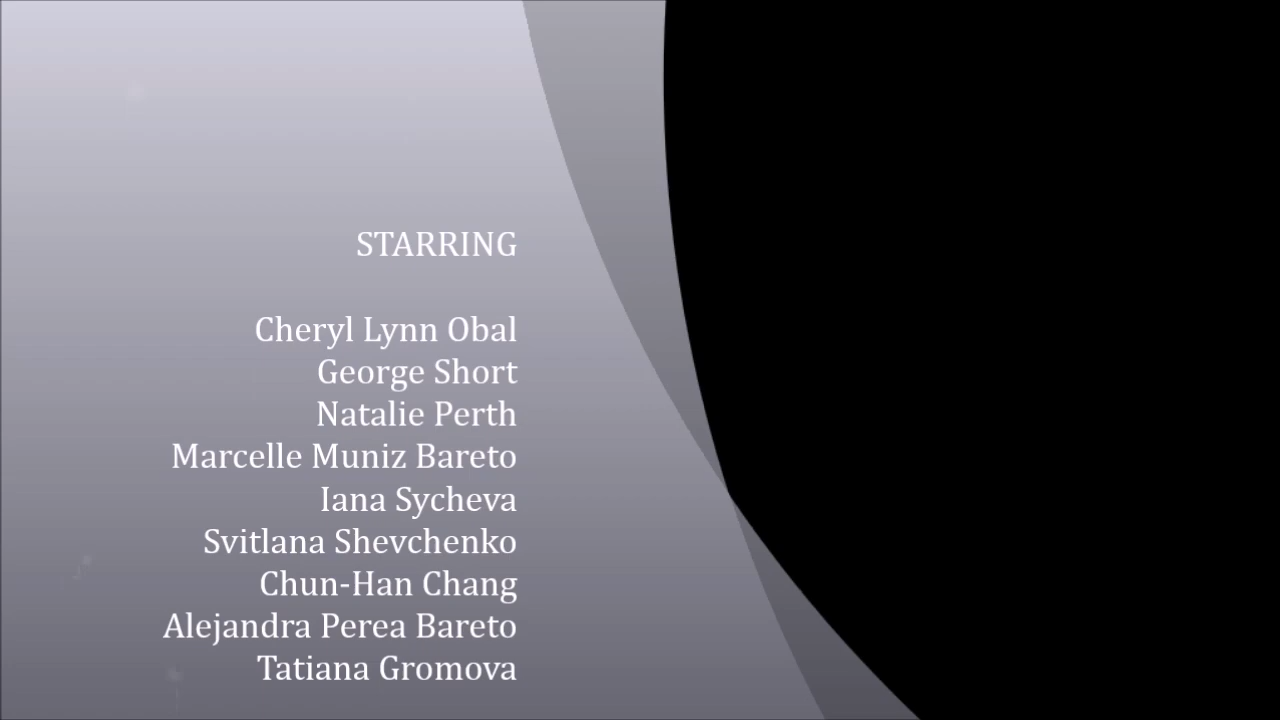 STARRING
Cheryl Lynn Obal
George Short
Natalie Perth
Marcelle Muniz Bareto
Iana Sycheva
Svitlana Shevchenko
Chun-Han Chang
Alejandra Perea Bareto
Tatiana Gromova